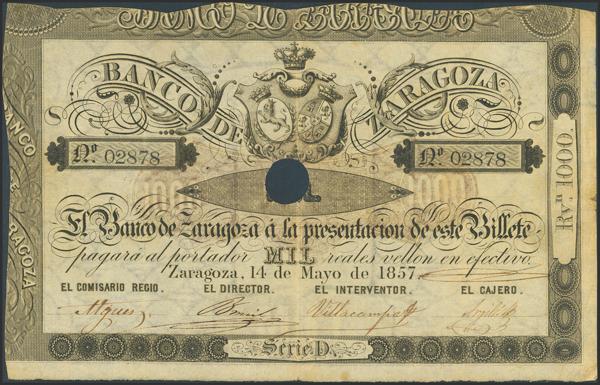 BANCO DE ZARAGOZA
Nº. 02878
Nº. 02878
El Banco de Zaragoza á la presentacion de este Billete
pagará al portador MIL reales vellon en efectivo.
Zaragoza, 14 de Mayo de 1857.
EL COMISARIO REGIO. EL DIRECTOR. EL INTERVENTOR. EL CAJERO.
Villacampa
Série D.
Rs.n 1000.